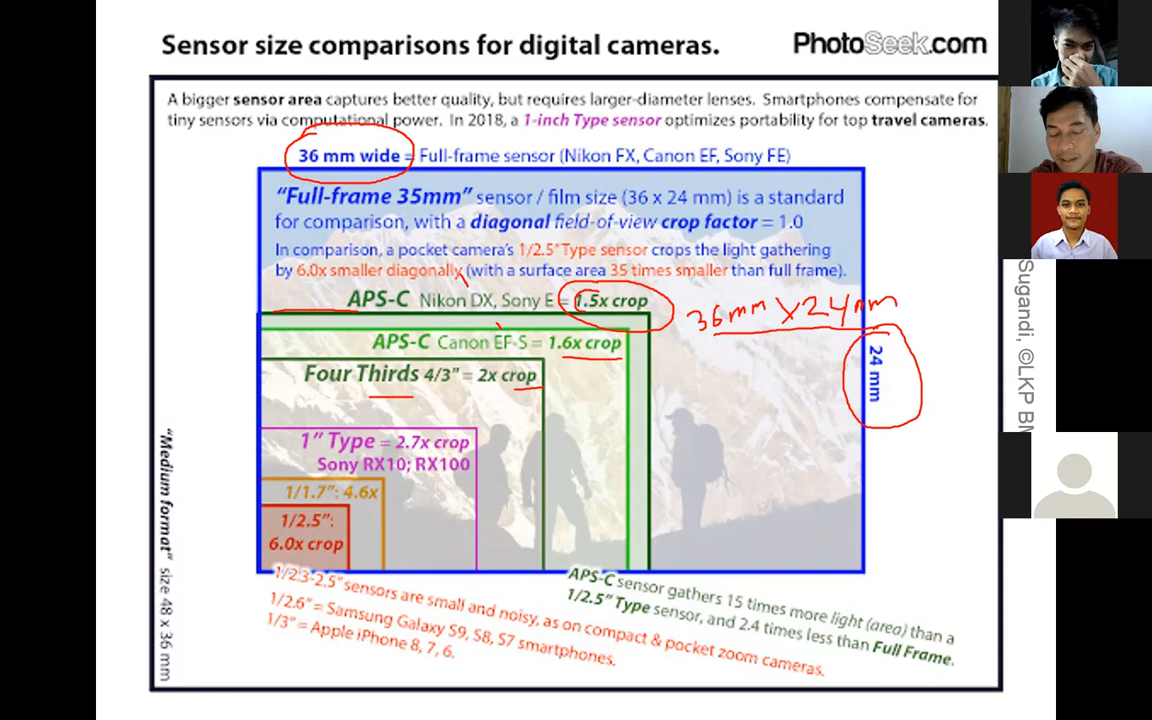 Sensor size comparisons for digital cameras.
PhotoSeek.com
A bigger sensor area captures better quality, but requires larger-diameter lenses. Smartphones compensate for
tiny sensors via computational power. In 2018, a 1-inch Type sensor optimizes portability for top travel cameras.
36 mm wide = Full-frame sensor (Nikon FX, Canon EF, Sony FE)
"Full-frame 35mm" sensor / film size (36 x 24 mm) is a standard
for comparison, with a diagonal field-of-view crop factor = 1.0
In comparison, a pocket camera's 1/2.5" Type sensor crops the light gathering
by 6.0x smaller diagonally (with a surface area 35 times smaller than full frame).
APS-C Nikon DX, Sony E = 1.5x crop
36mm X 24mm
APS-C Canon EF-S = 1.6x crop
24 mm
Four Thirds 4/3" = 2x crop
1" Type = 2.7x crop
Sony RX10; RX100
1/1.7": 4.6x
1/2.5":
6.0x crop
"Medium format" size 48 x 36 mm
1/2.3-2.5" sensors are small and noisy, as on compact & pocket zoom cameras.
1/2.6" = Samsung Galaxy S9, S8, S7 smartphones.
1/3" = Apple iPhone 8, 7, 6.
APS-C sensor gathers 15 times more light (area) than a
1/2.5" Type sensor, and 2.4 times less than Full Frame.
Sugandi, ©LKP